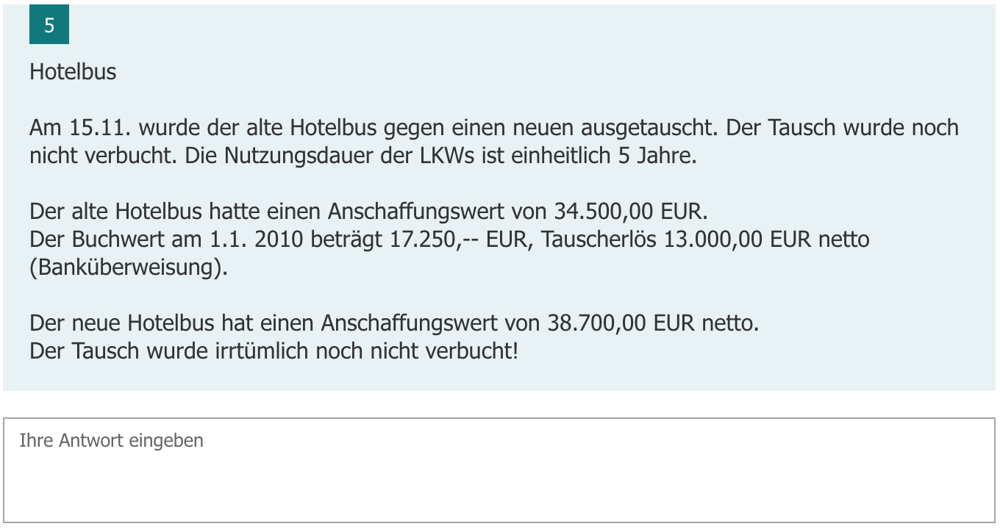 5
Hotelbus
Am 15.11. wurde der alte Hotelbus gegen einen neuen ausgetauscht. Der Tausch wurde noch
nicht verbucht. Die Nutzungsdauer der LKWs ist einheitlich 5 Jahre.
Der alte Hotelbus hatte einen Anschaffungswert von 34.500,00 EUR.
Der Buchwert am 1.1. 2010 beträgt 17.250,-- EUR, Tauscherlös 13.000,00 EUR netto
(Banküberweisung).
Der neue Hotelbus hat einen Anschaffungswert von 38.700,00 EUR netto.
Der Tausch wurde irrtümlich noch nicht verbucht!
Ihre Antwort eingeben